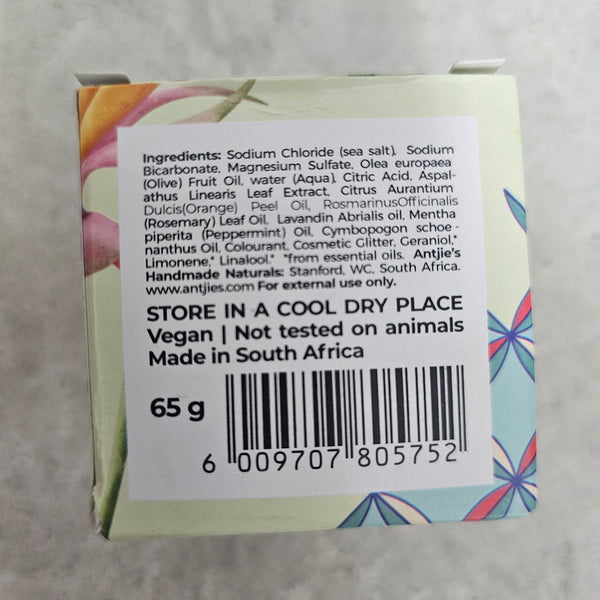 Ingredients: Sodium Chloride (sea salt), Sodium
Bicarbonate, Magnesium Sulfate, Olea europaea
(Olive) Fruit Oil, water (Aqua), Citric Acid, Aspal-
athus Linearis Leaf Extract, Citrus Aurantium
Dulcis(Orange) Peel Oil, RosmarinusOfficinalis
(Rosemary) Leaf Oil, Lavandin Abrialis oil, Mentha
piperita (Peppermint) Oil, Cymbopogon schoe-
nanthus Oil, Colourant, Cosmetic Glitter, Geraniol,*
Limonene,* Linalool,* *from essential oils. Antjie's
Handmade Naturals: Stanford, WC, South Africa.
www.antjies.com For external use only.
STORE IN A COOL DRY PLACE
Vegan | Not tested on animals
Made in South Africa
65 g
6 009707 805752